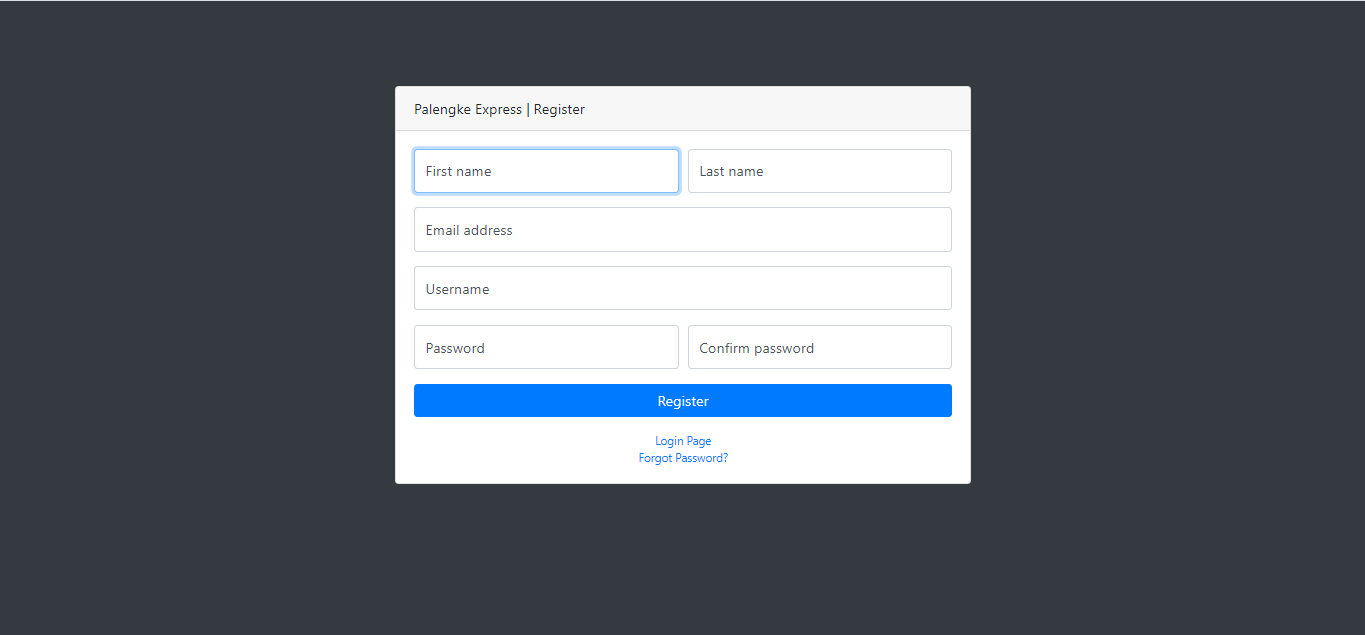 Palengke Express | Register
First name
Last name
Email address
Username
Password
Confirm password
Register
Login Page
Forgot Password?